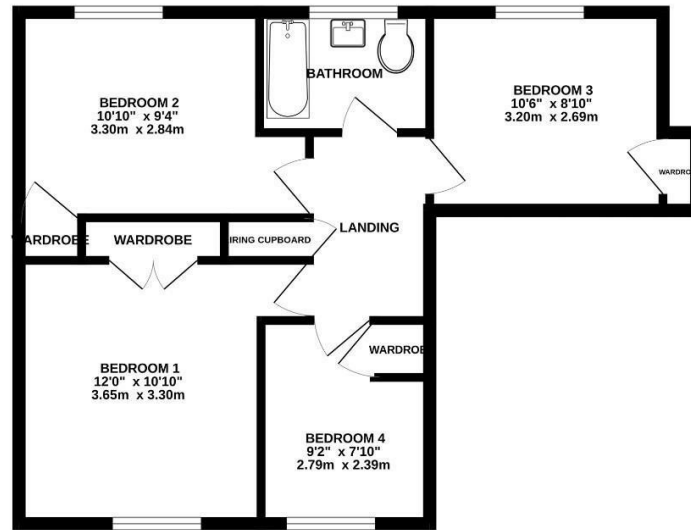 BATHROOM
BEDROOM 2
10'10" x 9'4"
3.30m x 2.84m
BEDROOM 3
10'6" x 8'10"
3.20m x 2.69m
WARDRO
WARDROBE
WARDROBE
IRING CUPBOARD
LANDING
BEDROOM 1
12'0" x 10'10"
3.65m x 3.30m
WARDROBE
BEDROOM 4
9'2" x 7'10"
2.79m x 2.39m